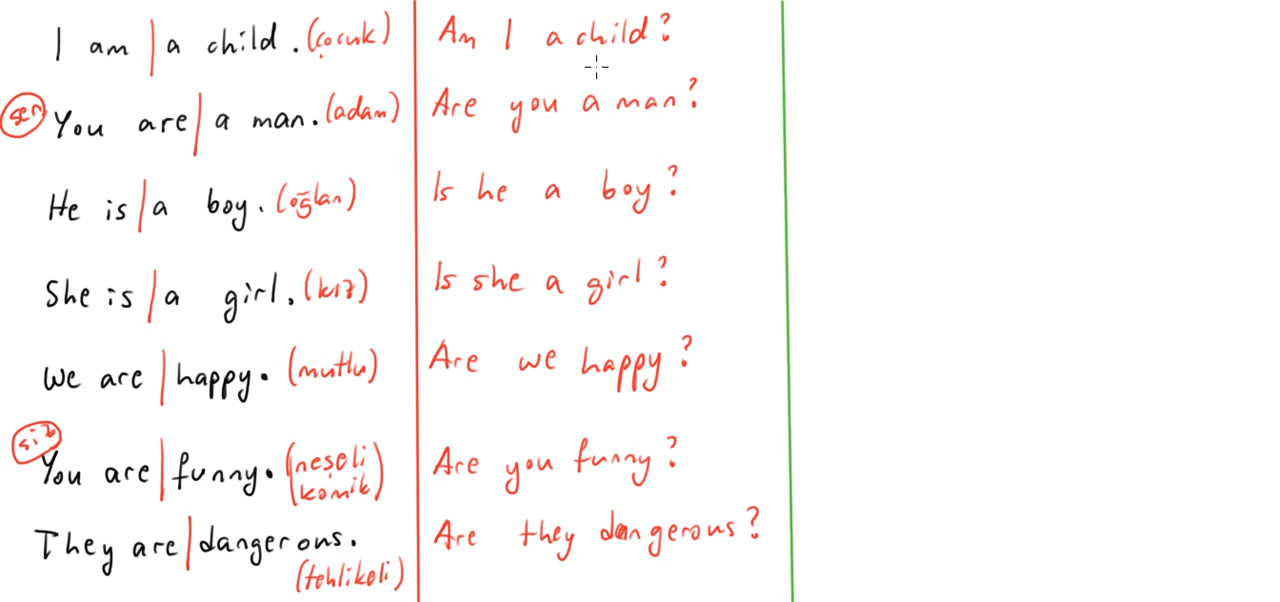 I am | a child. (çocuk)
Am I a child?
sen
You are | a man. (adam)
Are you a man?
He is | a boy. (oğlan)
Is he a boy?
She is | a girl. (kız)
Is she a girl?
We are | happy. (mutlu)
Are we happy?
siz
You are | funny. (neşeli
(komik)
Are you funny?
They are | dangerous.
(tehlikeli)
Are they dangerous?